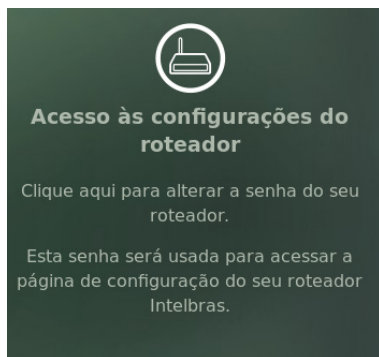 Acesso às configurações do
roteador
Clique aqui para alterar a senha do seu
roteador.
Esta senha será usada para acessar a
página de configuração do seu roteador
Intelbras.